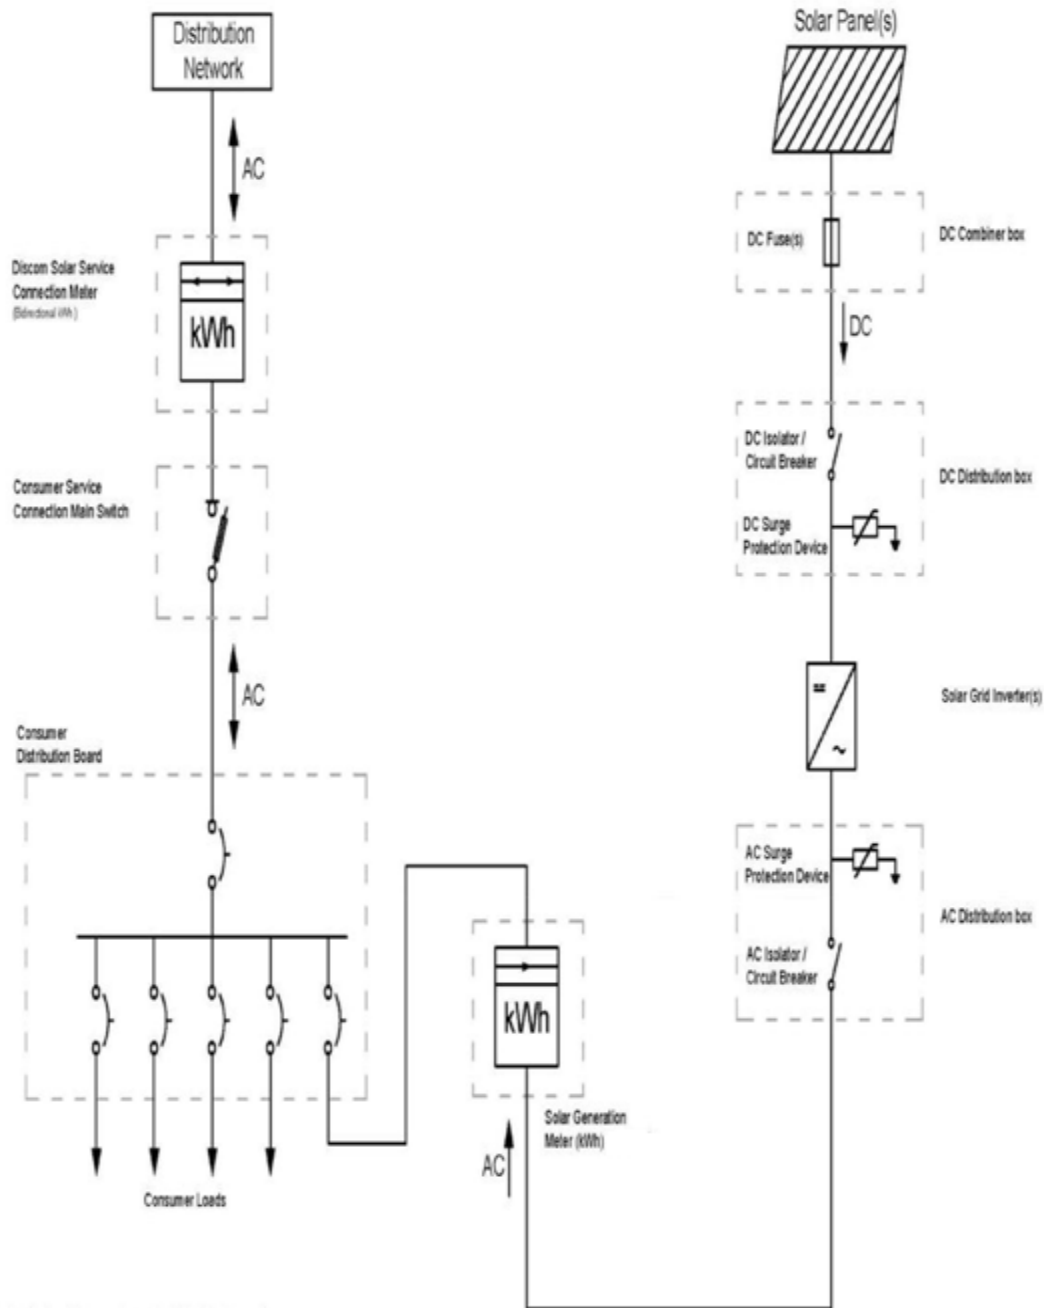 Distribution
Network
AC
Discom Solar Service
Connection Meter
(Bidirectional kWh)
kWh
Consumer Service
Connection Main Switch
AC
Consumer
Distribution Board
Consumer Loads
Solar Panel(s)
DC Fuse(s)
DC Combiner box
DC
DC Isolator /
Circuit Breaker
DC Surge
Protection Device
DC Distribution box
Solar Grid Inverter(s)
AC Surge
Protection Device
AC Isolator /
Circuit Breaker
AC Distribution box
kWh
Solar Generation
Meter (kWh)
AC